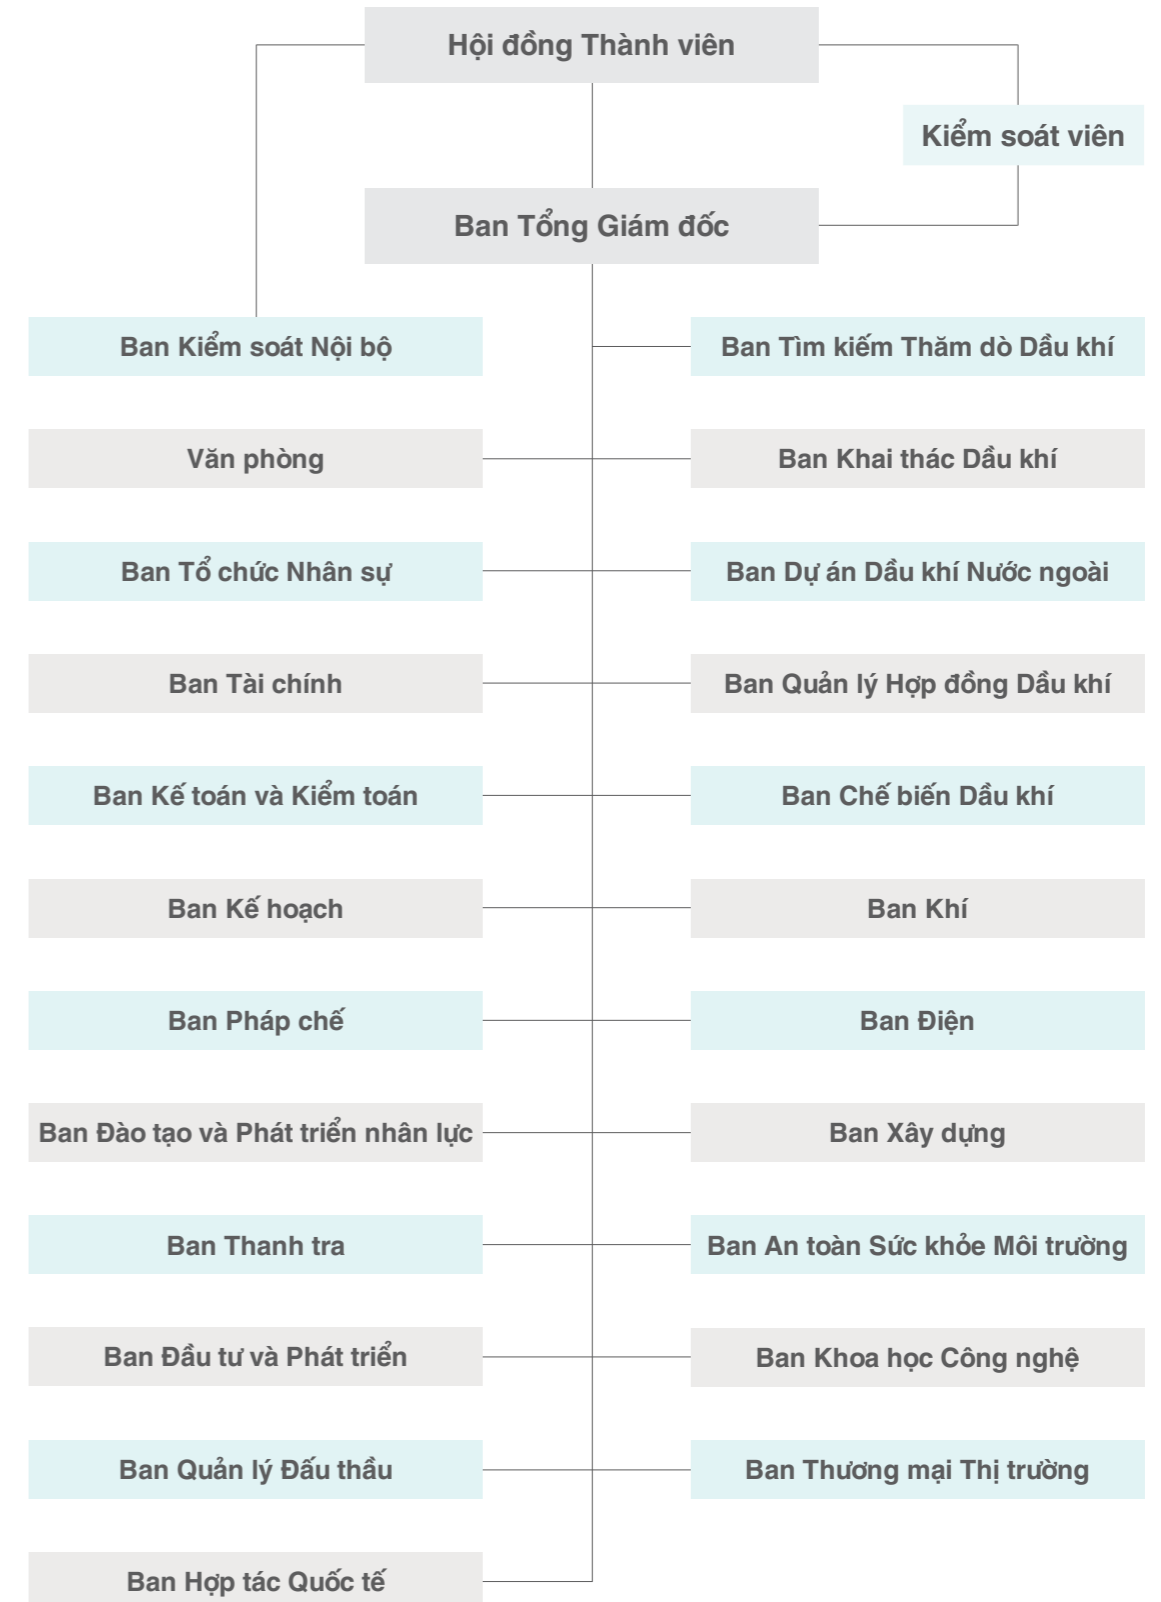 Hội đồng Thành viên
Kiểm soát viên
Ban Tổng Giám đốc
Ban Kiểm soát Nội bộ
Ban Tìm kiếm Thăm dò Dầu khí
Văn phòng
Ban Khai thác Dầu khí
Ban Tổ chức Nhân sự
Ban Dự án Dầu khí Nước ngoài
Ban Tài chính
Ban Quản lý Hợp đồng Dầu khí
Ban Kế toán và Kiểm toán
Ban Chế biến Dầu khí
Ban Kế hoạch
Ban Khí
Ban Pháp chế
Ban Điện
Ban Đào tạo và Phát triển nhân lực
Ban Xây dựng
Ban Thanh tra
Ban An toàn Sức khỏe Môi trường
Ban Đầu tư và Phát triển
Ban Khoa học Công nghệ
Ban Quản lý Đấu thầu
Ban Thương mại Thị trường
Ban Hợp tác Quốc tế